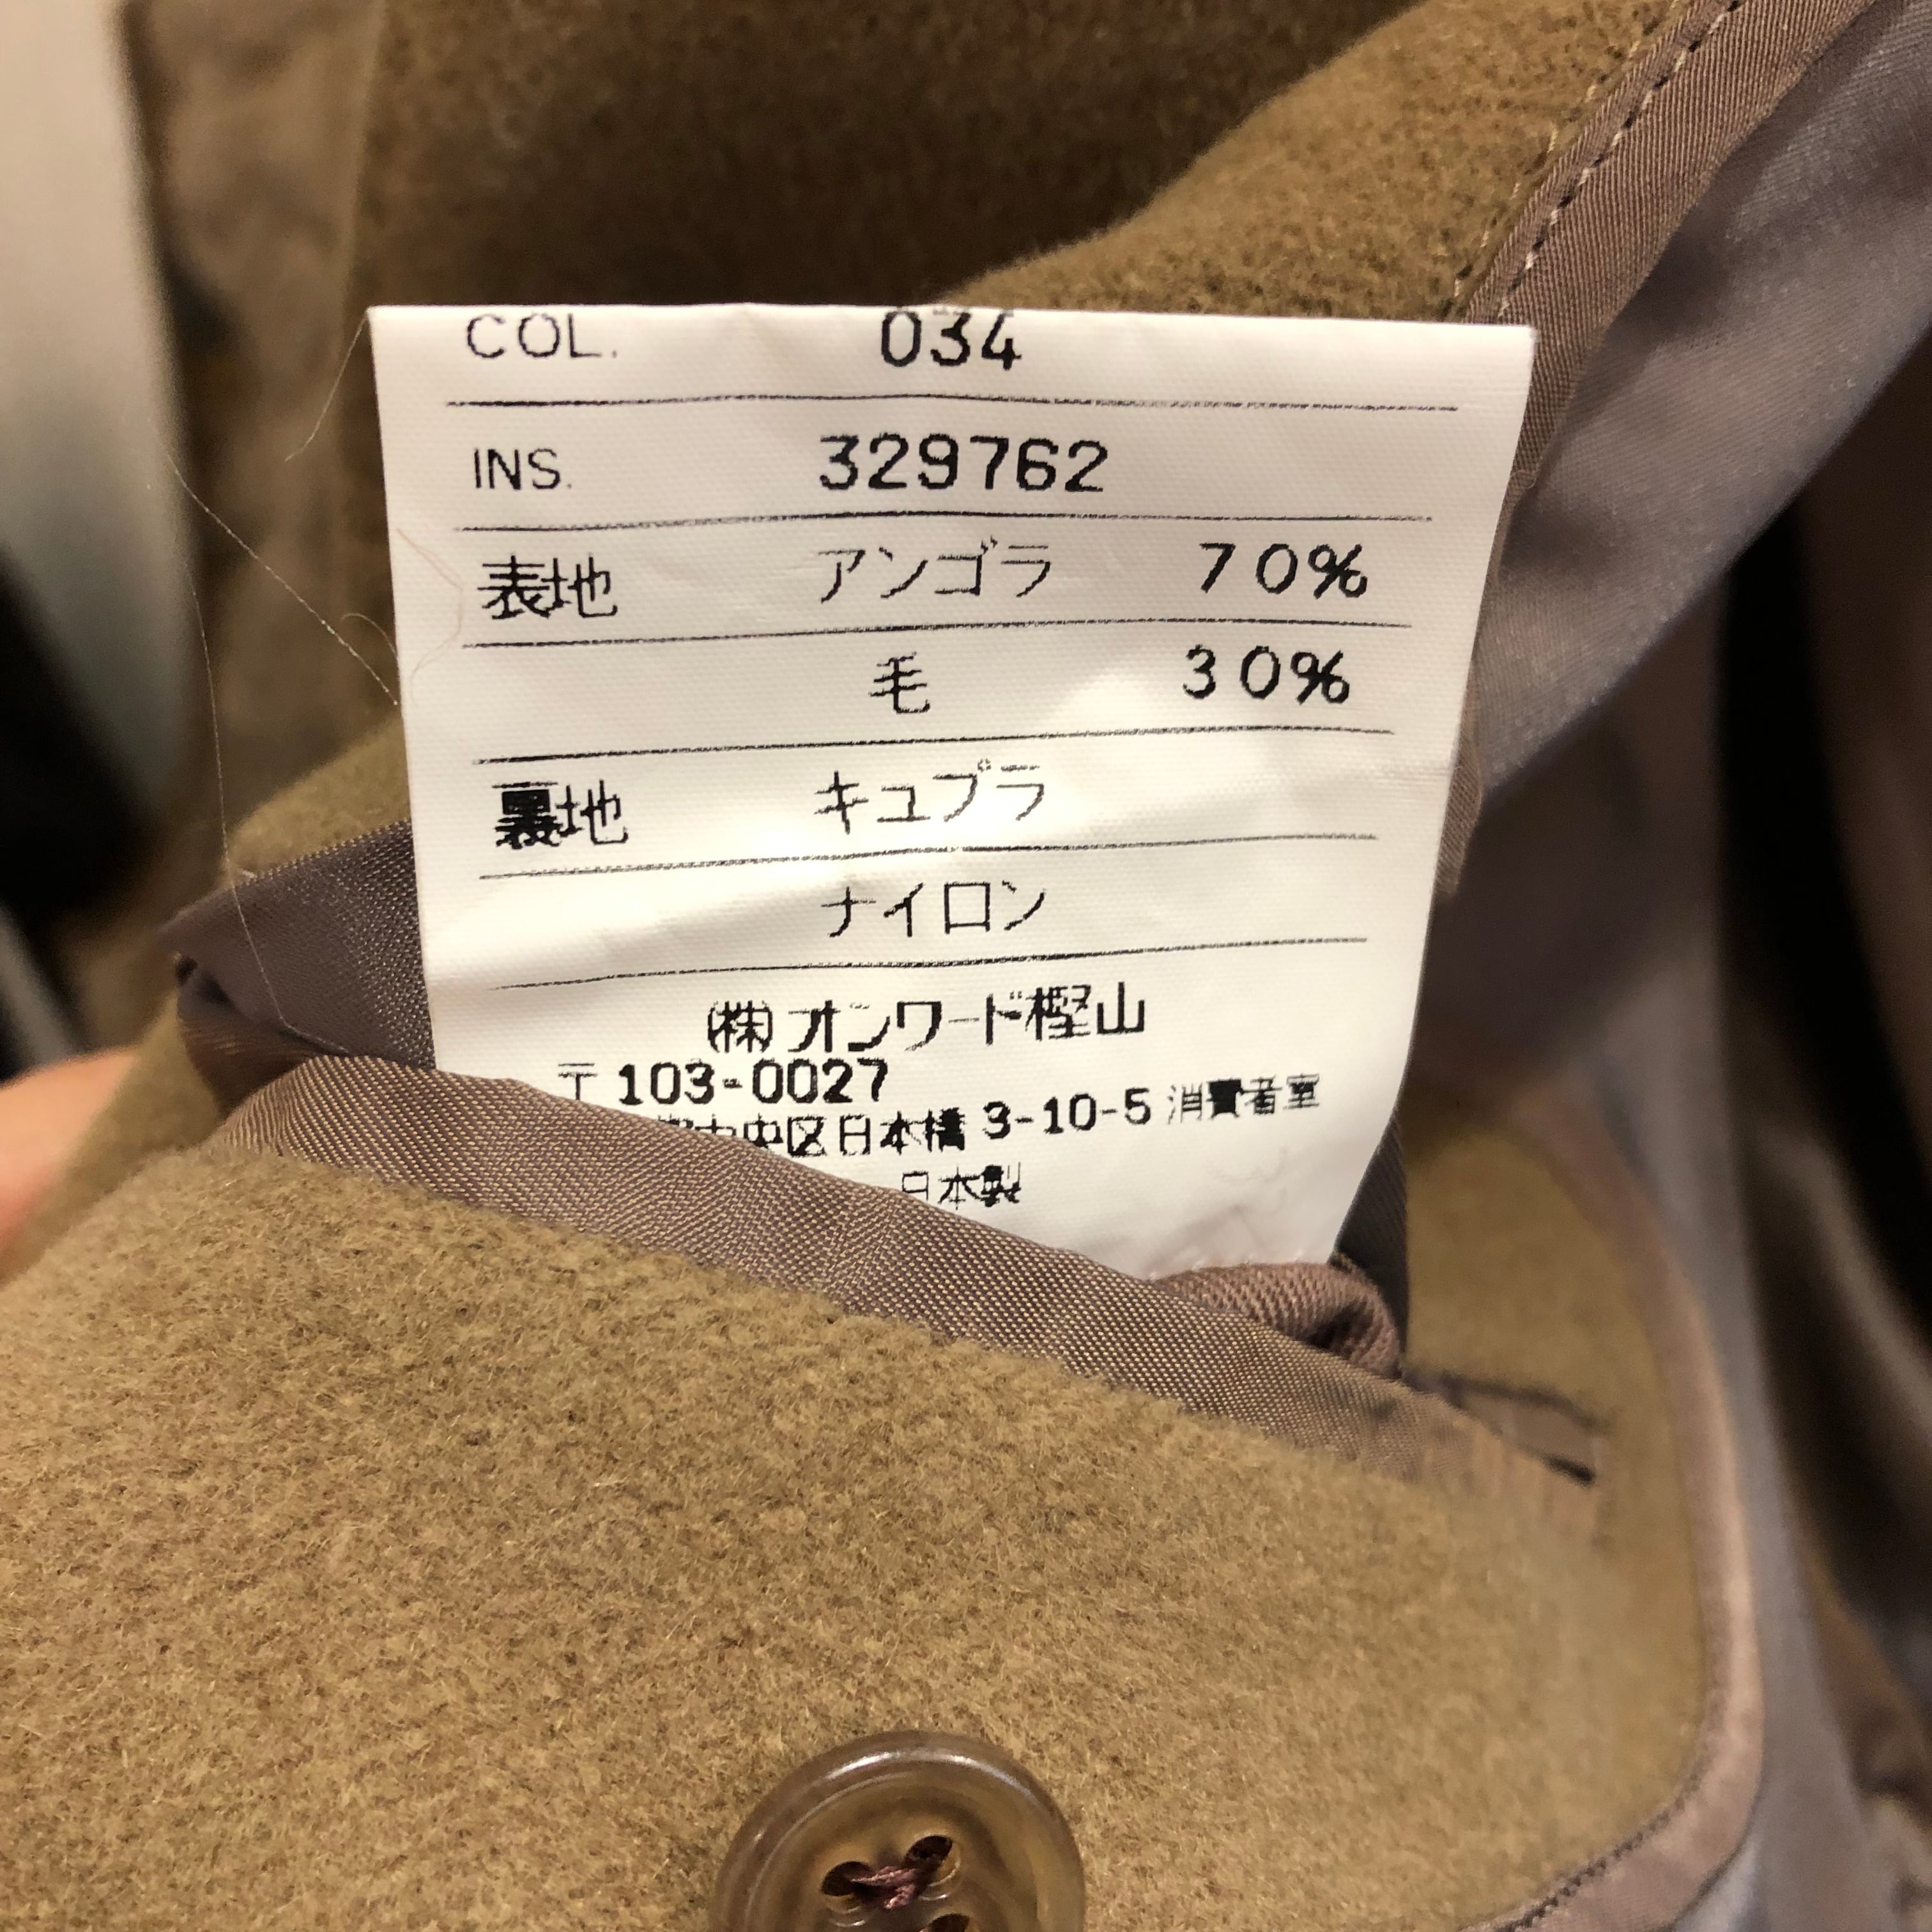 COL. 034
INS. 329762
表地 アンゴラ 70%
毛 30%
裏地 キュプラ
ナイロン
(株)オンワード樫山
〒103-0027
中央区日本橋3-10-5 消費者室
日本製